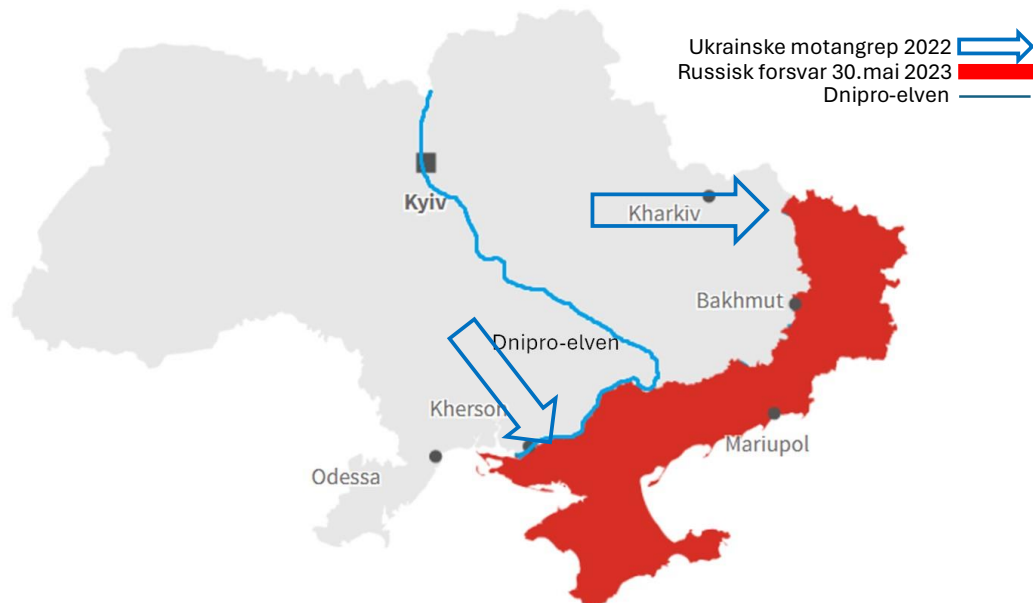 Ukrainske motangrep 2022
Russisk forsvar 30.mai 2023
Dnipro-elven
Kyiv
Kharkiv
Bakhmut
Dnipro-elven
Kherson
Mariupol
Odessa